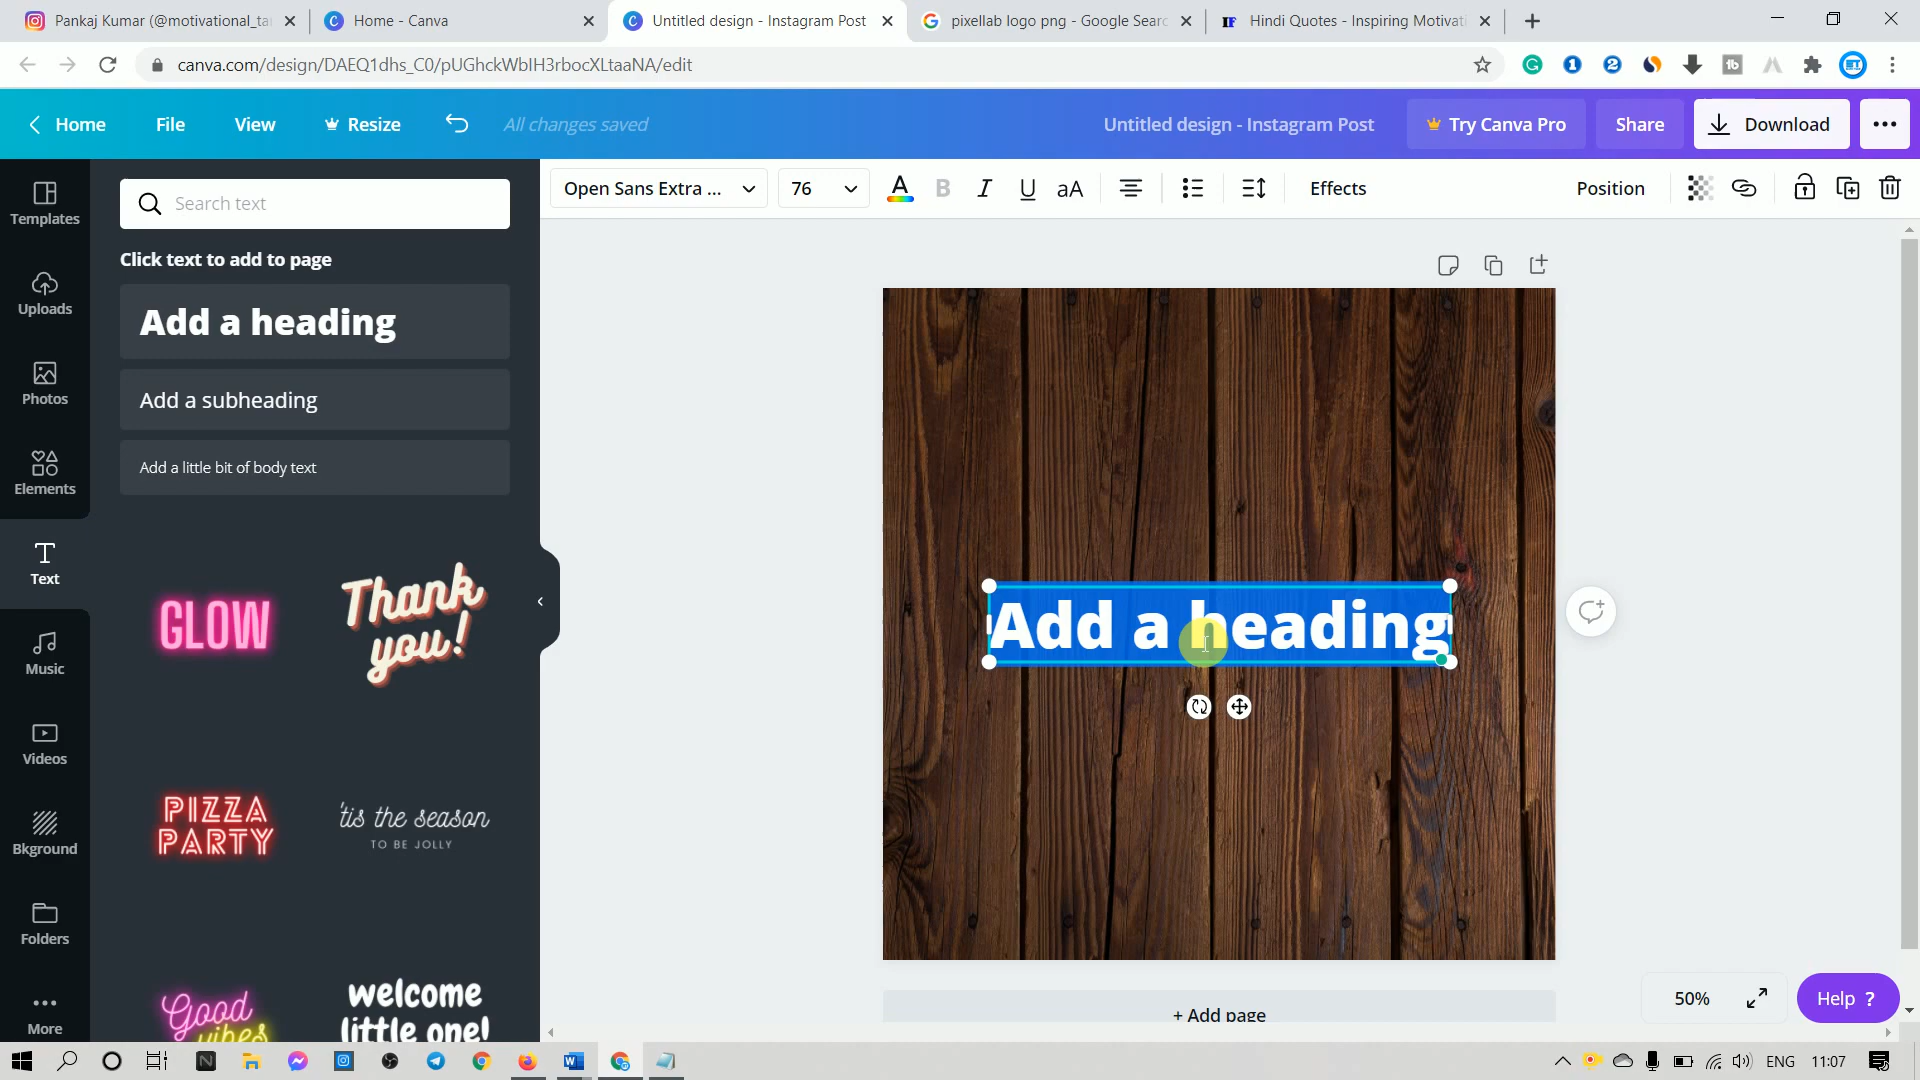 Pankaj Kumar (@motivational_ta
Home - Canva
Untitled design - Instagram Post
pixellab logo png - Google Searc
IF
Hindi Quotes - Inspiring Motivati
canva.com/design/DAEQ1dhs_C0/pUGhckWbIH3rbocXLtaaNA/edit
Home
File
View
Resize
All changes saved
Untitled design - Instagram Post
Try Canva Pro
Share
Download
Templates
Uploads
Photos
Elements
Text
Music
Videos
Bkground
Folders
More
Search text
Click text to add to page
Add a heading
Add a subheading
Add a little bit of body text
GLOW
Thank
you!
PIZZA
PARTY
'tis the season
TO BE JOLLY
Good
vibes
welcome
little one!
Open Sans Extra ...
76
A
B
I
U
aA
Effects
Position
Add a heading
+ Add page
50%
Help ?
ENG
11:07